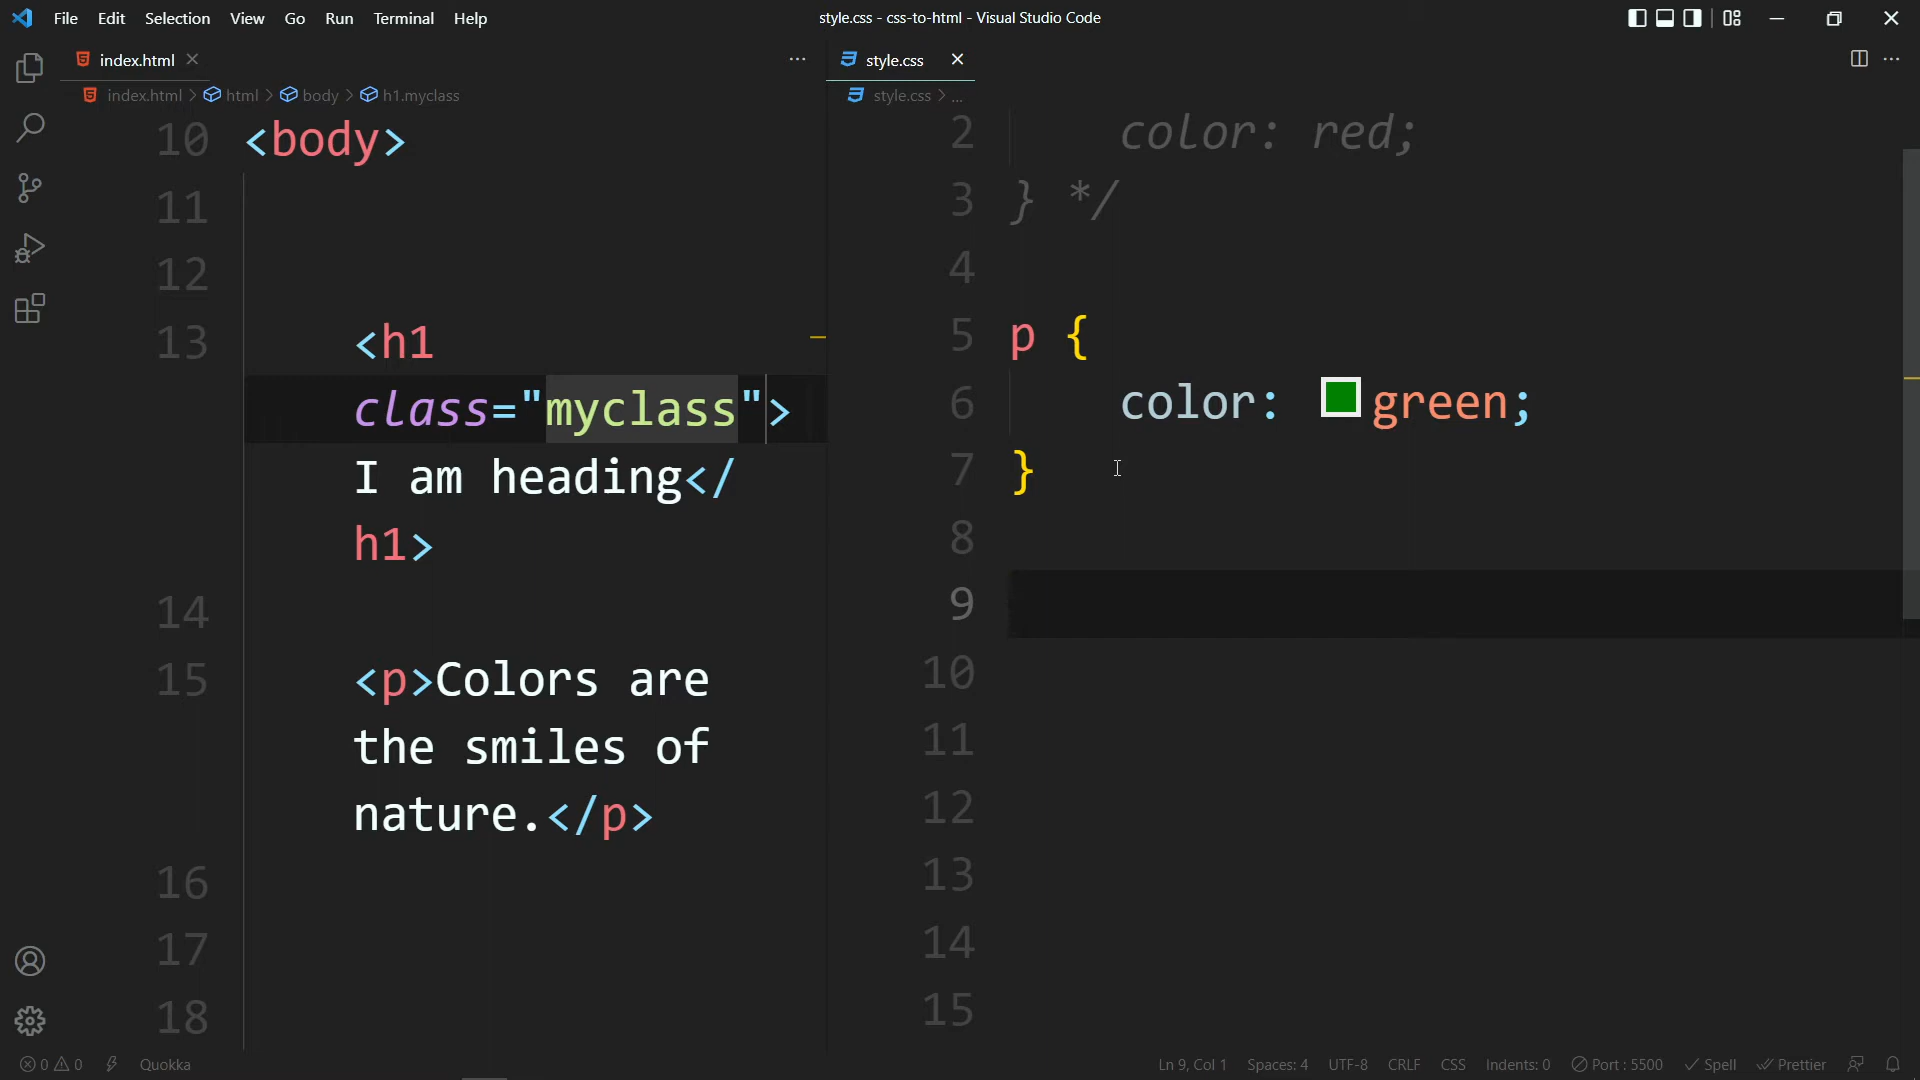 File Edit Selection View Go Run Terminal Help
style.css - css-to-html - Visual Studio Code
index.html
index.html > html > body > h1.myclass
10 <body>
11
12
13 <h1
class="myclass">
I am heading</
h1>
14
15 <p>Colors are
the smiles of
nature.</p>
16
17
18
style.css
style.css > ...
2 color: red;
3 } */
4
5 p {
6 color: green;
7 }
8
9
10
11
12
13
14
15
0 0 Quokka
Ln 9, Col 1 Spaces: 4 UTF-8 CRLF CSS Indents: 0 Port : 5500 Spell Prettier